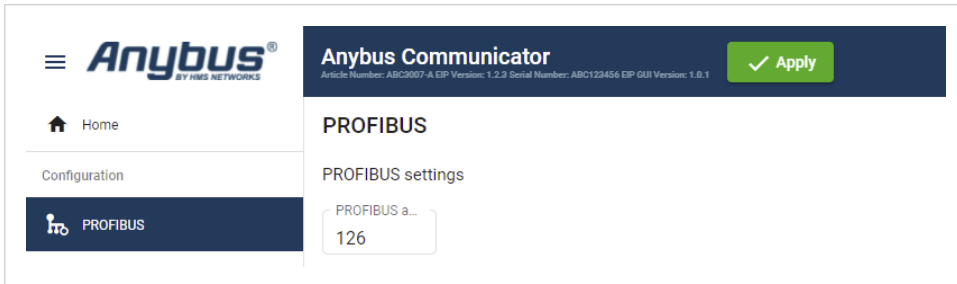 Anybus®
BY HMS NETWORKS
Anybus Communicator
Article Number: ABC3007-A EIP Version: 1.2.3 Serial Number: ABC123456 EIP GUI Version: 1.0.1
Apply
Home
Configuration
PROFIBUS
PROFIBUS
PROFIBUS settings
PROFIBUS a...
126